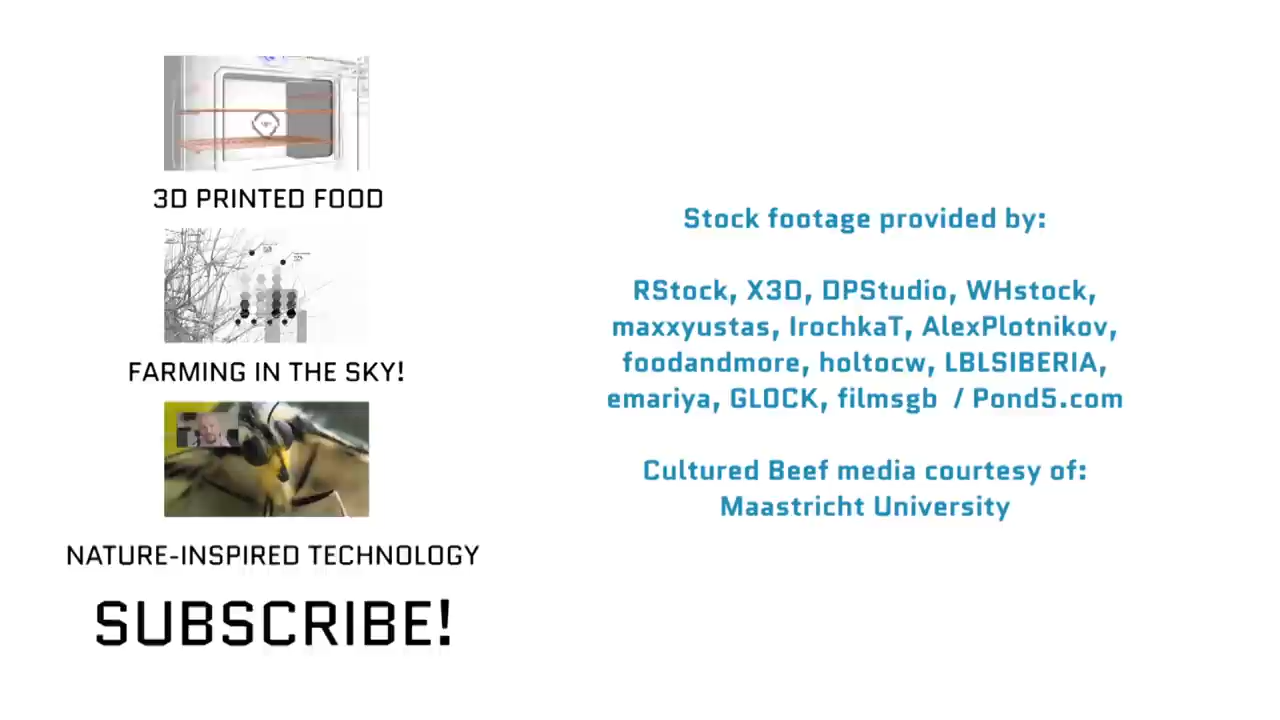 3D PRINTED FOOD
FARMING IN THE SKY!
NATURE-INSPIRED TECHNOLOGY
SUBSCRIBE!
Stock footage provided by:
RStock, X3D, DPStudio, WHstock,
maxxyustas, IrochkaT, AlexPlotnikov,
foodandmore, holtocw, LBLSIBERIA,
emariya, GLOCK, filmsgb / Pond5.com
Cultured Beef media courtesy of:
Maastricht University